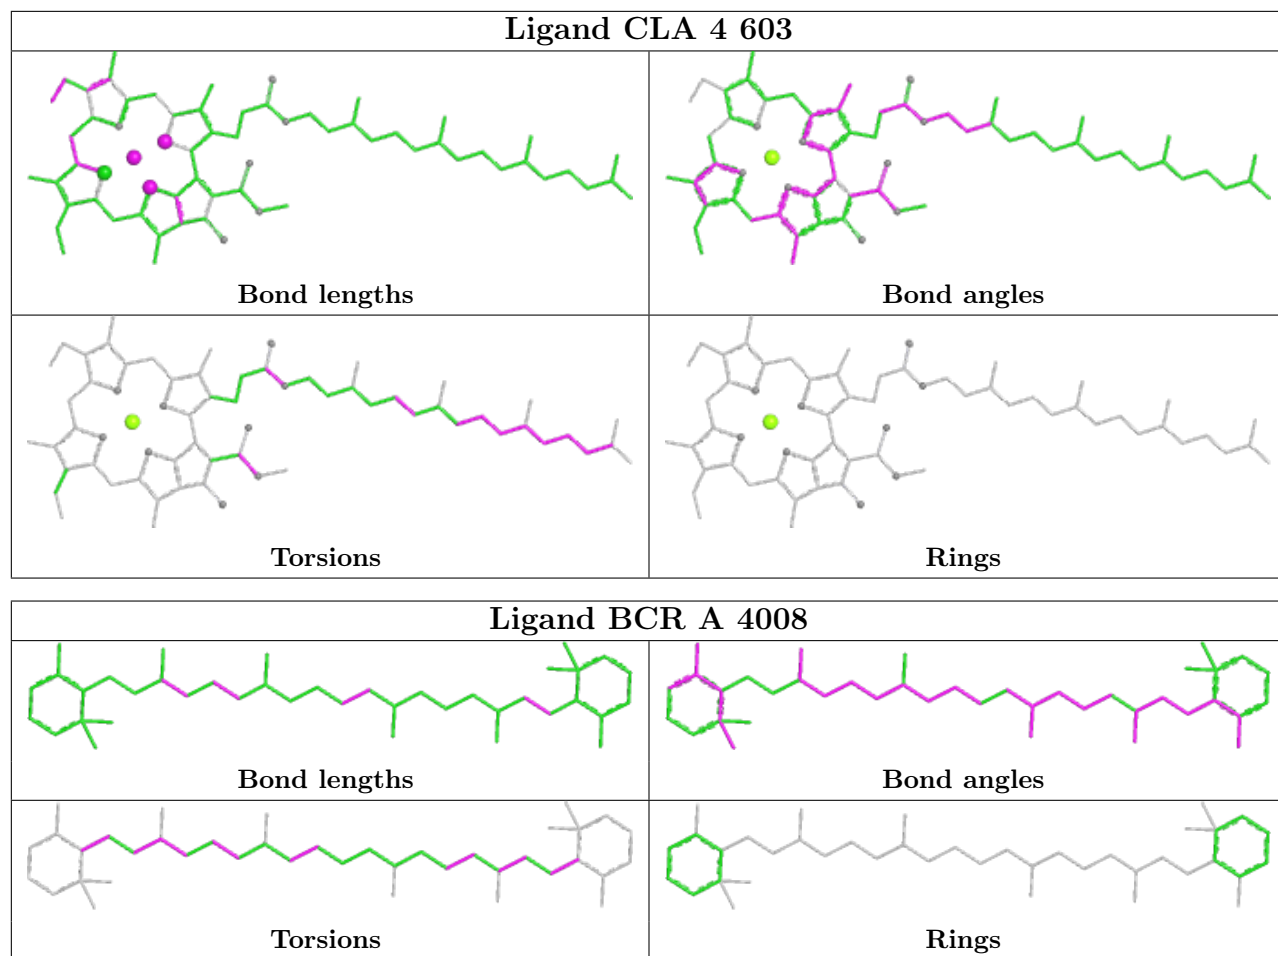 Ligand CLA 4 603
Bond lengths
Bond angles
Torsions
Rings
Ligand BCR A 4008
Bond lengths
Bond angles
Torsions
Rings